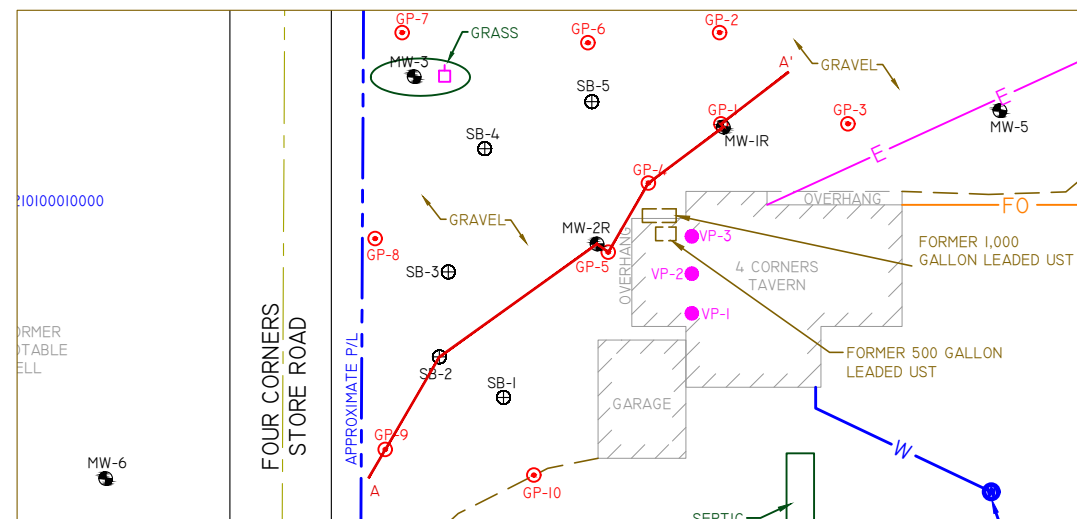 GP-7
GRASS
GP-6
GP-2
A'
GRAVEL
MW-3
SB-5
GP-1
MW-1R
GP-3
F
MW-5
SB-4
E
GP-4
OVERHANG
FO
210100010000
GRAVEL
MW-2R
GP-8
GP-5
OVERHANG
VP-3
FORMER 1,000
GALLON LEADED UST
SB-3
VP-2
4 CORNERS
TAVERN
VP-1
ORMER
OTABLE
ELL
FOUR CORNERS
STORE ROAD
APPROXIMATE P/L
SB-2
FORMER 500 GALLON
LEADED UST
SB-1
GARAGE
GP-9
W
MW-6
A
GP-10
SEPTIC